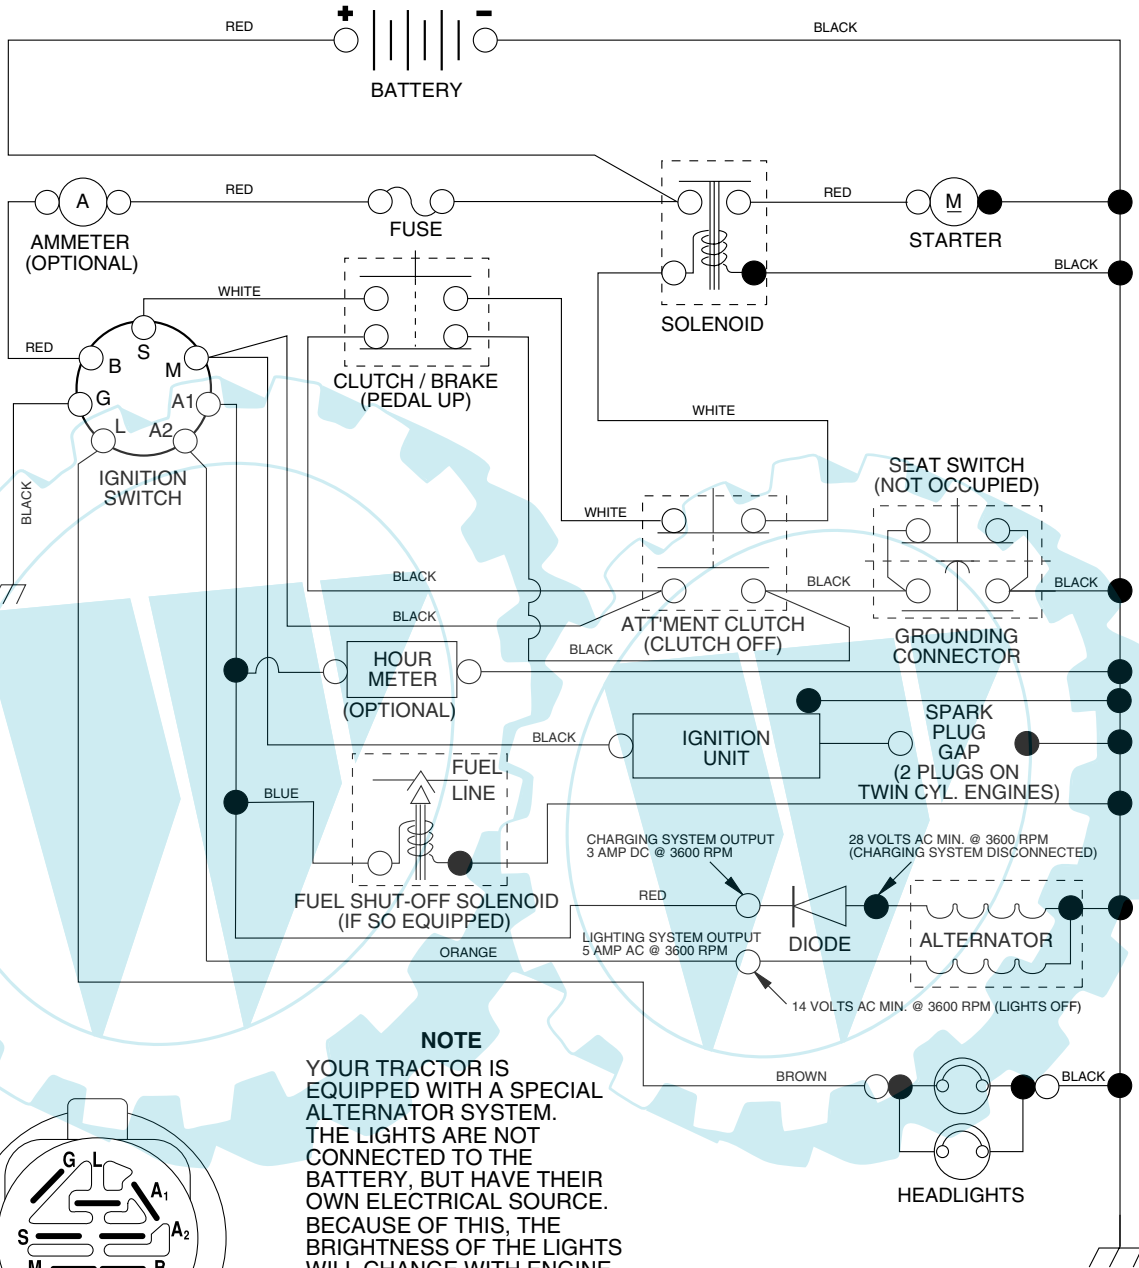 + −
RED
BLACK
BATTERY
A
RED
FUSE
RED
M
AMMETER
(OPTIONAL)
STARTER
BLACK
SOLENOID
WHITE
RED
S
B
M
G
A1
L
A2
CLUTCH / BRAKE
(PEDAL UP)
WHITE
IGNITION
SWITCH
BLACK
SEAT SWITCH
(NOT OCCUPIED)
WHITE
BLACK
BLACK
BLACK
BLACK
ATT'MENT CLUTCH
(CLUTCH OFF)
GROUNDING
CONNECTOR
BLACK
HOUR
METER
(OPTIONAL)
BLACK
IGNITION
UNIT
SPARK
PLUG
GAP
(2 PLUGS ON
TWIN CYL. ENGINES)
FUEL
LINE
BLUE
FUEL SHUT-OFF SOLENOID
(IF SO EQUIPPED)
CHARGING SYSTEM OUTPUT
3 AMP DC @ 3600 RPM
28 VOLTS AC MIN. @ 3600 RPM
(CHARGING SYSTEM DISCONNECTED)
RED
DIODE
ALTERNATOR
ORANGE
LIGHTING SYSTEM OUTPUT
5 AMP AC @ 3600 RPM
14 VOLTS AC MIN. @ 3600 RPM (LIGHTS OFF)
NOTE
YOUR TRACTOR IS
EQUIPPED WITH A SPECIAL
ALTERNATOR SYSTEM.
THE LIGHTS ARE NOT
CONNECTED TO THE
BATTERY, BUT HAVE THEIR
OWN ELECTRICAL SOURCE.
BECAUSE OF THIS, THE
BRIGHTNESS OF THE LIGHTS
WILL CHANGE WITH ENGINE
BROWN
BLACK
HEADLIGHTS
G L
A1
A2
S
M B